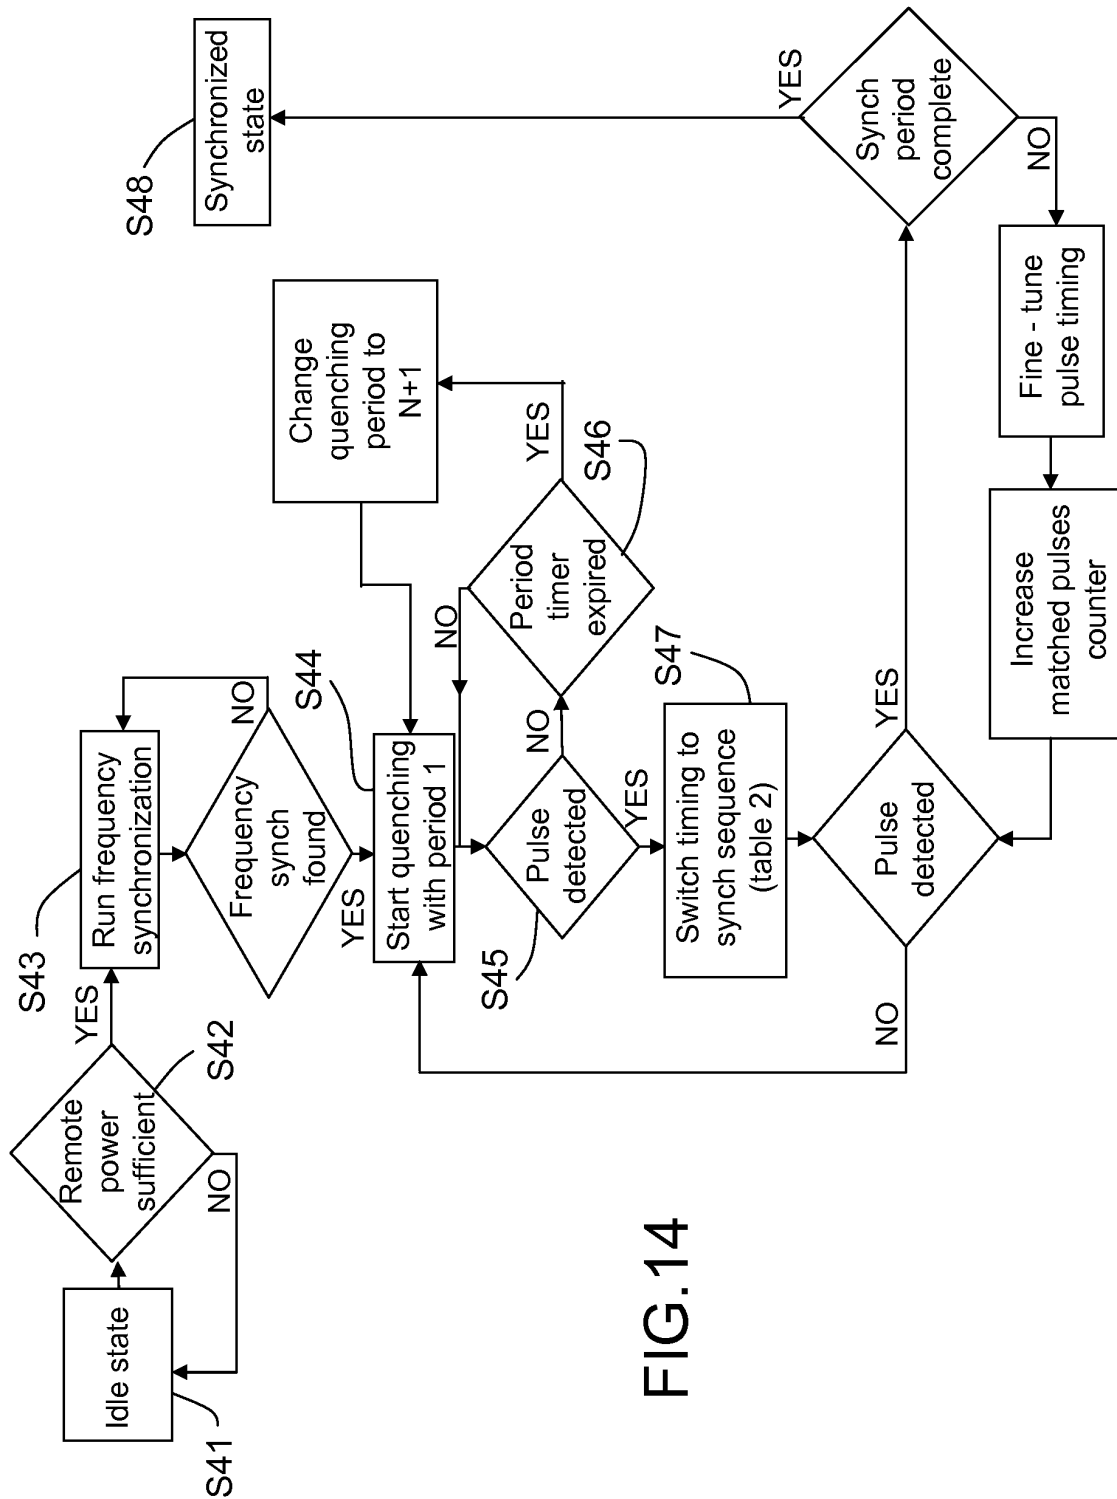 Idle state
S41
Remote
power
sufficient
S42
NO
YES
Run frequency
synchronization
S43
Frequency
synch
found
NO
YES
Start quenching
with period 1
S44
Pulse
detected
S45
NO
YES
Period
timer
expired
S46
NO
YES
Change
quenching
period to
N+1
Switch timing to
synch sequence
(table 2)
S47
Pulse
detected
NO
YES
Synch
period
complete
YES
NO
Synchronized
state
S48
Fine - tune
pulse timing
Increase
matched pulses
counter
FIG.14